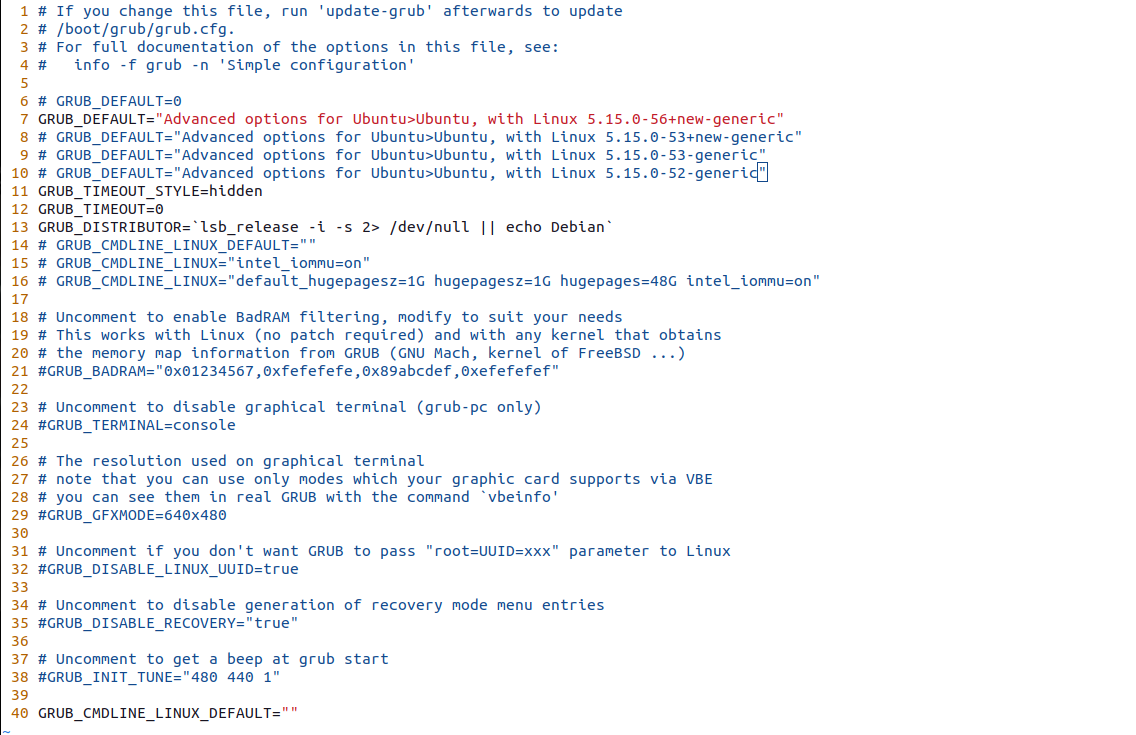 1 # If you change this file, run 'update-grub' afterwards to update
2 # /boot/grub/grub.cfg.
3 # For full documentation of the options in this file, see:
4 #   info -f grub -n 'Simple configuration'
5
6 # GRUB_DEFAULT=0
7 GRUB_DEFAULT="Advanced options for Ubuntu>Ubuntu, with Linux 5.15.0-56+new-generic"
8 # GRUB_DEFAULT="Advanced options for Ubuntu>Ubuntu, with Linux 5.15.0-53+new-generic"
9 # GRUB_DEFAULT="Advanced options for Ubuntu>Ubuntu, with Linux 5.15.0-53-generic"
10 # GRUB_DEFAULT="Advanced options for Ubuntu>Ubuntu, with Linux 5.15.0-52-generic"
11 GRUB_TIMEOUT_STYLE=hidden
12 GRUB_TIMEOUT=0
13 GRUB_DISTRIBUTOR=`lsb_release -i -s 2> /dev/null || echo Debian`
14 # GRUB_CMDLINE_LINUX_DEFAULT=""
15 # GRUB_CMDLINE_LINUX="intel_iommu=on"
16 # GRUB_CMDLINE_LINUX="default_hugepagesz=1G hugepagesz=1G hugepages=48G intel_iommu=on"
17
18 # Uncomment to enable BadRAM filtering, modify to suit your needs
19 # This works with Linux (no patch required) and with any kernel that obtains
20 # the memory map information from GRUB (GNU Mach, kernel of FreeBSD ...)
21 #GRUB_BADRAM="0x01234567,0xfefefefe,0x89abcdef,0xefefefef"
22
23 # Uncomment to disable graphical terminal (grub-pc only)
24 #GRUB_TERMINAL=console
25
26 # The resolution used on graphical terminal
27 # note that you can use only modes which your graphic card supports via VBE
28 # you can see them in real GRUB with the command `vbeinfo'
29 #GRUB_GFXMODE=640x480
30
31 # Uncomment if you don't want GRUB to pass "root=UUID=xxx" parameter to Linux
32 #GRUB_DISABLE_LINUX_UUID=true
33
34 # Uncomment to disable generation of recovery mode menu entries
35 #GRUB_DISABLE_RECOVERY="true"
36
37 # Uncomment to get a beep at grub start
38 #GRUB_INIT_TUNE="480 440 1"
39
40 GRUB_CMDLINE_LINUX_DEFAULT=""
~